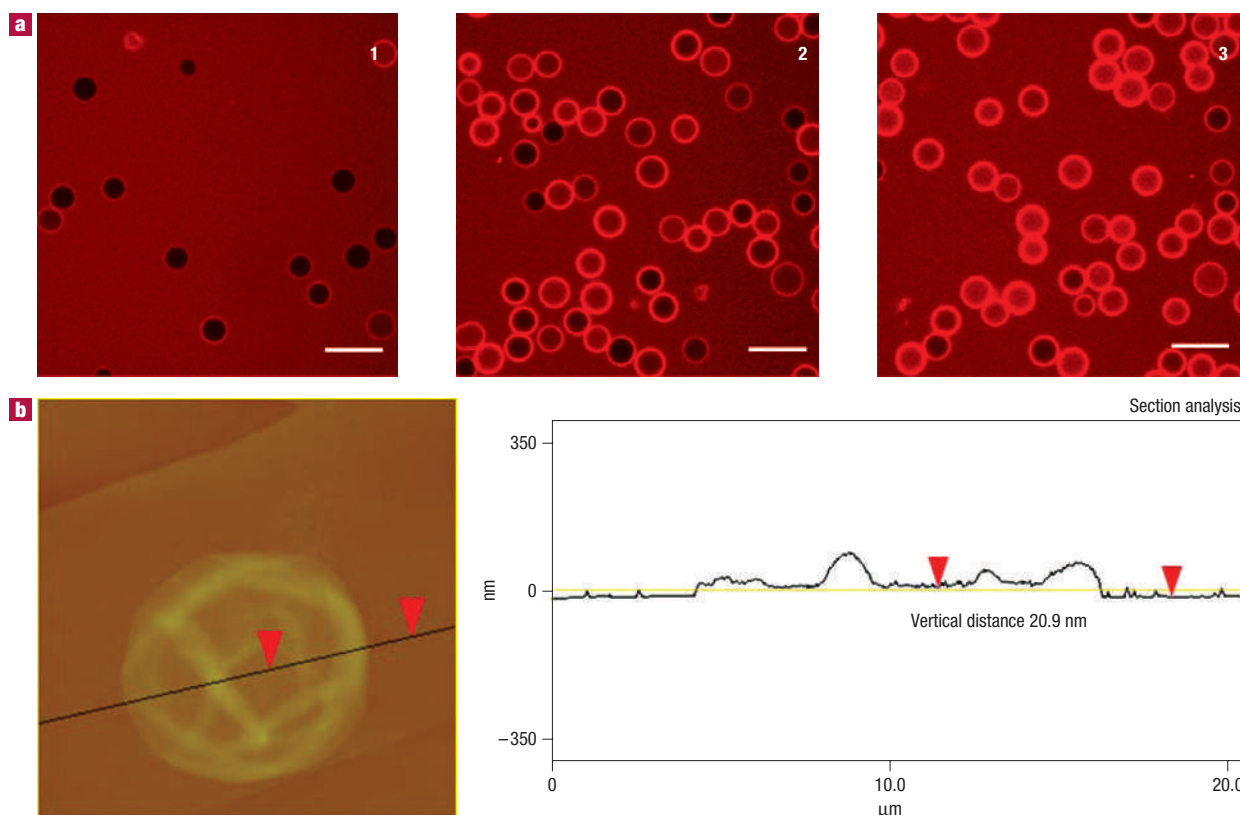 a
1
2
3
b
Section analysis
350
0
−350
nm
Vertical distance 20.9 nm
0
10.0
20.0
μm